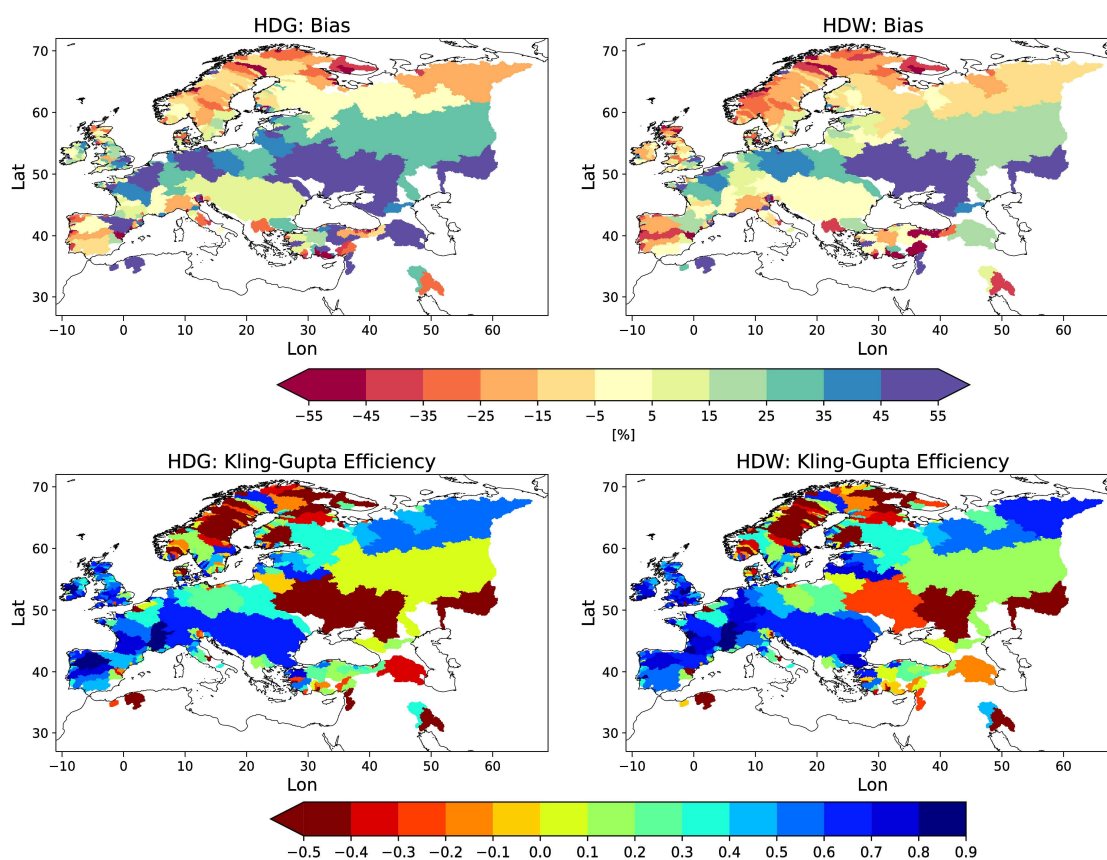 HDG: Bias
HDW: Bias
70
60
50
40
30
Lat
−10 0 10 20 30 40 50 60
Lon
70
60
50
40
30
Lat
−10 0 10 20 30 40 50 60
Lon
−55 −45 −35 −25 −15 −5 5 15 25 35 45 55
[%]
HDG: Kling-Gupta Efficiency
HDW: Kling-Gupta Efficiency
70
60
50
40
30
Lat
−10 0 10 20 30 40 50 60
Lon
70
60
50
40
30
Lat
−10 0 10 20 30 40 50 60
Lon
−0.5 −0.4 −0.3 −0.2 −0.1 0.0 0.1 0.2 0.3 0.4 0.5 0.6 0.7 0.8 0.9